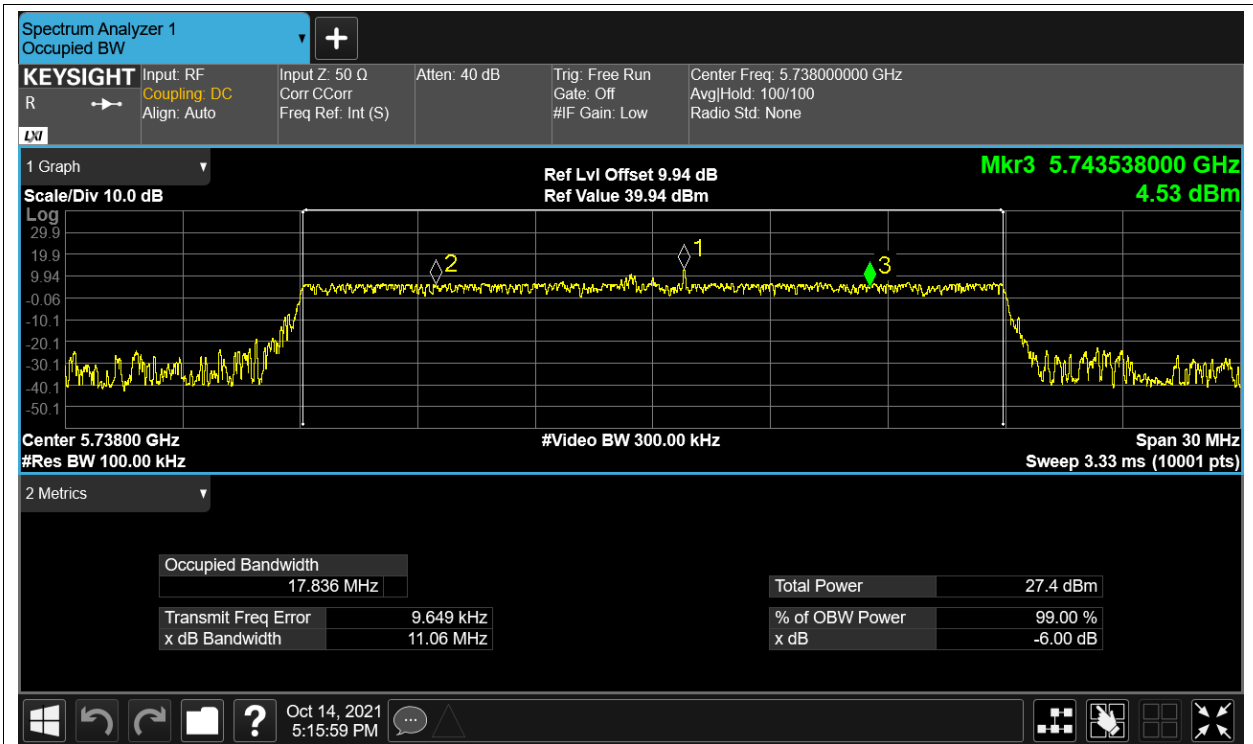 Spectrum Analyzer 1
Occupied BW
KEYSIGHT
R
LXI
Input: RF
Coupling: DC
Align: Auto
Input Z: 50 Ω
Corr CCorr
Freq Ref: Int (S)
Atten: 40 dB
Trig: Free Run
Gate: Off
#IF Gain: Low
Center Freq: 5.738000000 GHz
Avg|Hold: 100/100
Radio Std: None
1 Graph
Scale/Div 10.0 dB
Ref Lvl Offset 9.94 dB
Ref Value 39.94 dBm
Mkr3 5.743538000 GHz
4.53 dBm
Log
29.9
19.9
9.94
-0.06
-10.1
-20.1
-30.1
-40.1
-50.1
2
1
3
Center 5.73800 GHz
#Res BW 100.00 kHz
#Video BW 300.00 kHz
Span 30 MHz
Sweep 3.33 ms (10001 pts)
2 Metrics
Occupied Bandwidth
17.836 MHz
Transmit Freq Error 9.649 kHz
x dB Bandwidth 11.06 MHz
Total Power 27.4 dBm
% of OBW Power 99.00 %
x dB -6.00 dB
?
Oct 14, 2021
5:15:59 PM